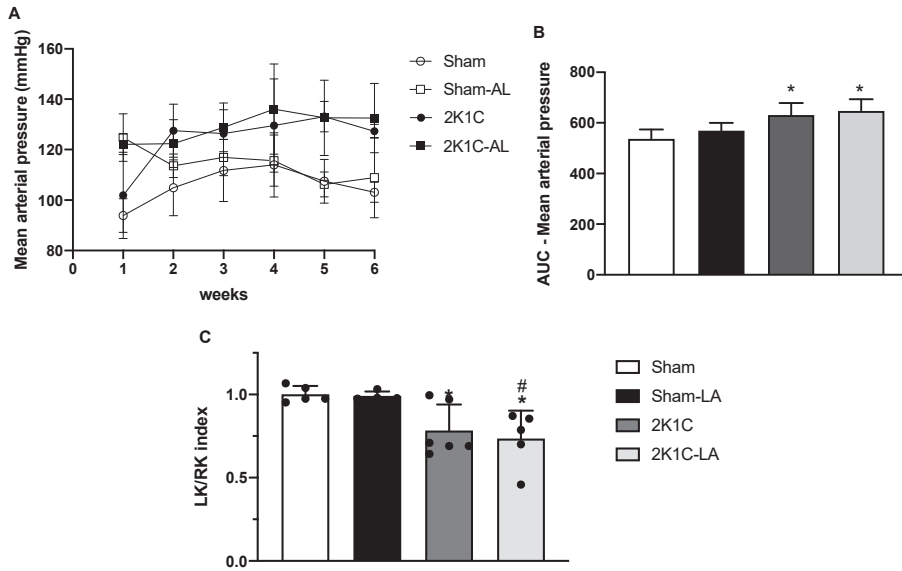 A
Mean arterial pressure (mmHg)
160
140
120
100
80
0
1
2
3
4
5
6
weeks
Sham
Sham-AL
2K1C
2K1C-AL
B
AUC - Mean arterial pressure
800
600
400
200
0
*
*
C
LK/RK index
1.0
0.5
0.0
*
#
*
Sham
Sham-LA
2K1C
2K1C-LA